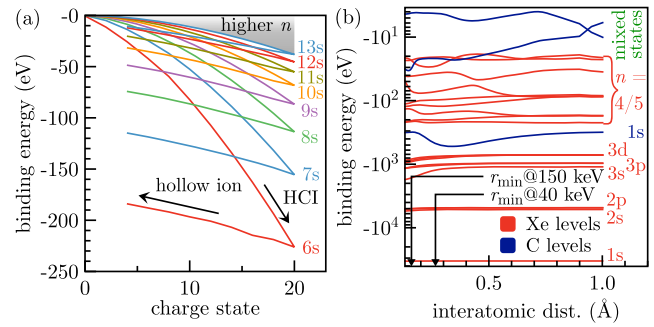 (a)
-0
-50
-100
-150
-200
-250
binding energy (eV)
0
10
20
charge state
higher n
13s
12s
11s
10s
9s
8s
7s
6s
hollow ion
HCI
(b)
-10¹
-10²
-10³
-10⁴
binding energy (eV)
0.5
1.0
interatomic dist. (Å)
mixed
states
n =
4/5
1s
3d
3p
3s
2p
2s
1s
r_min@150 keV
r_min@40 keV
Xe levels
C levels